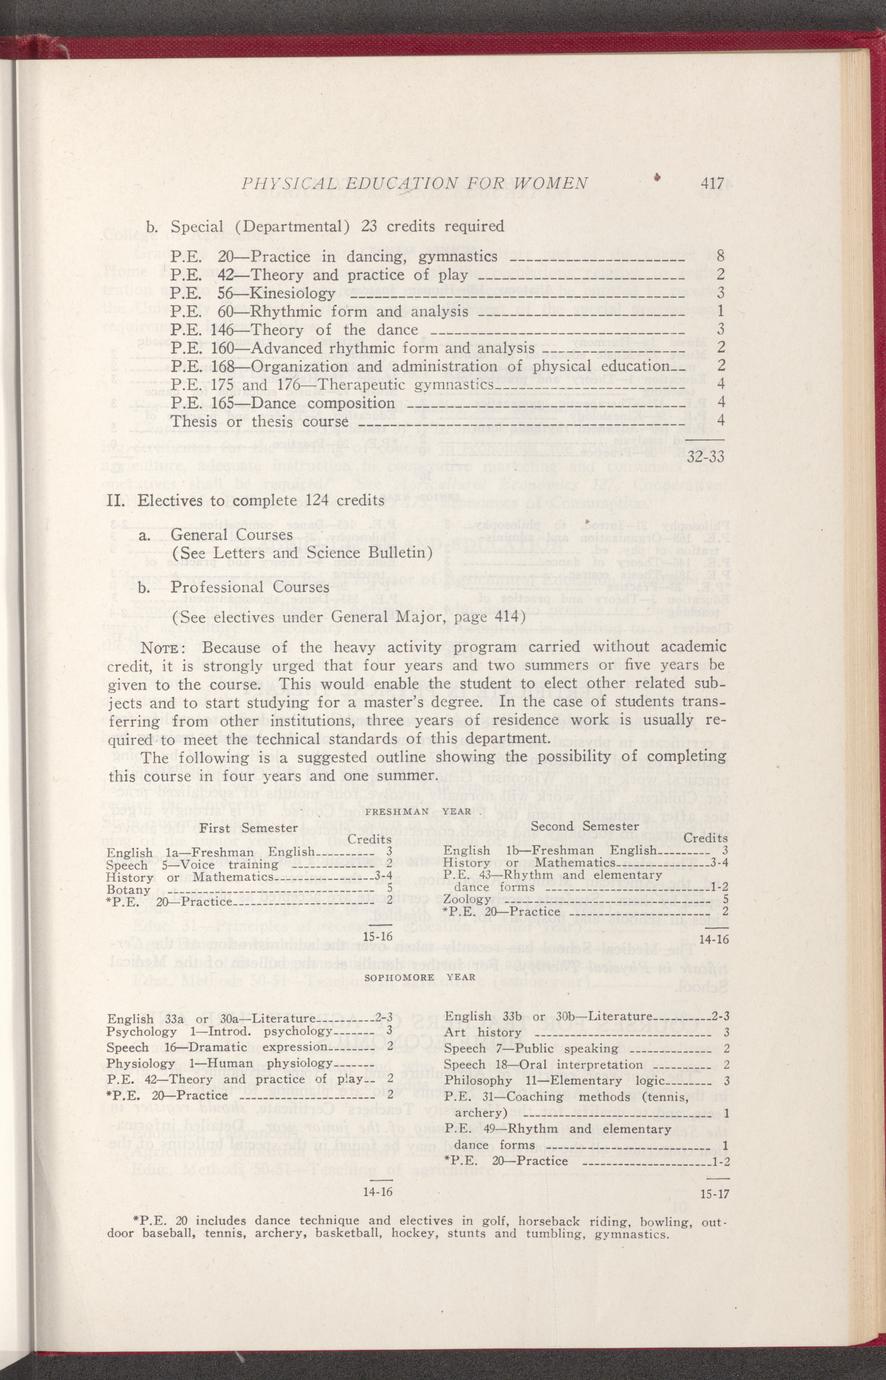 PHYSICAL EDUCATION FOR WOMEN 417
b. Special (Departmental) 23 credits required
P.E. 20—Practice in dancing, gymnastics 8
P.E. 42—Theory and practice of play 2
P.E. 56—Kinesiology 3
P.E. 60—Rhythmic form and analysis 1
P.E. 146—Theory of the dance 3
P.E. 160—Advanced rhythmic form and analysis 2
P.E. 168—Organization and administration of physical education 2
P.E. 175 and 176—Therapeutic gymnastics 4
P.E. 165—Dance composition 4
Thesis or thesis course 4
32-33
II. Electives to complete 124 credits
a. General Courses
(See Letters and Science Bulletin)
b. Professional Courses
(See electives under General Major, page 414)
NOTE: Because of the heavy activity program carried without academic
credit, it is strongly urged that four years and two summers or five years be
given to the course. This would enable the student to elect other related sub-
jects and to start studying for a master's degree. In the case of students trans-
ferring from other institutions, three years of residence work is usually re-
quired to meet the technical standards of this department.
The following is a suggested outline showing the possibility of completing
this course in four years and one summer.
FRESHMAN YEAR
First Semester
Credits
English 1a—Freshman English 3
Speech 5—Voice training 2
History or Mathematics 3-4
Botany 5
*P.E. 20—Practice 2
15-16
Second Semester
Credits
English 1b—Freshman English 3
History or Mathematics 3-4
P.E. 43—Rhythm and elementary
dance forms 1-2
Zoology 5
*P.E. 20—Practice 2
14-16
SOPHOMORE YEAR
English 33a or 30a—Literature 2-3
Psychology 1—Introd. psychology 3
Speech 16—Dramatic expression 2
Physiology 1—Human physiology
P.E. 42—Theory and practice of play 2
*P.E. 20—Practice 2
14-16
English 33b or 30b—Literature 2-3
Art history 3
Speech 7—Public speaking 2
Speech 18—Oral interpretation 2
Philosophy 11—Elementary logic 3
P.E. 31—Coaching methods (tennis,
archery) 1
P.E. 49—Rhythm and elementary
dance forms 1
*P.E. 20—Practice 1-2
15-17
*P.E. 20 includes dance technique and electives in golf, horseback riding, bowling, out-
door baseball, tennis, archery, basketball, hockey, stunts and tumbling, gymnastics.